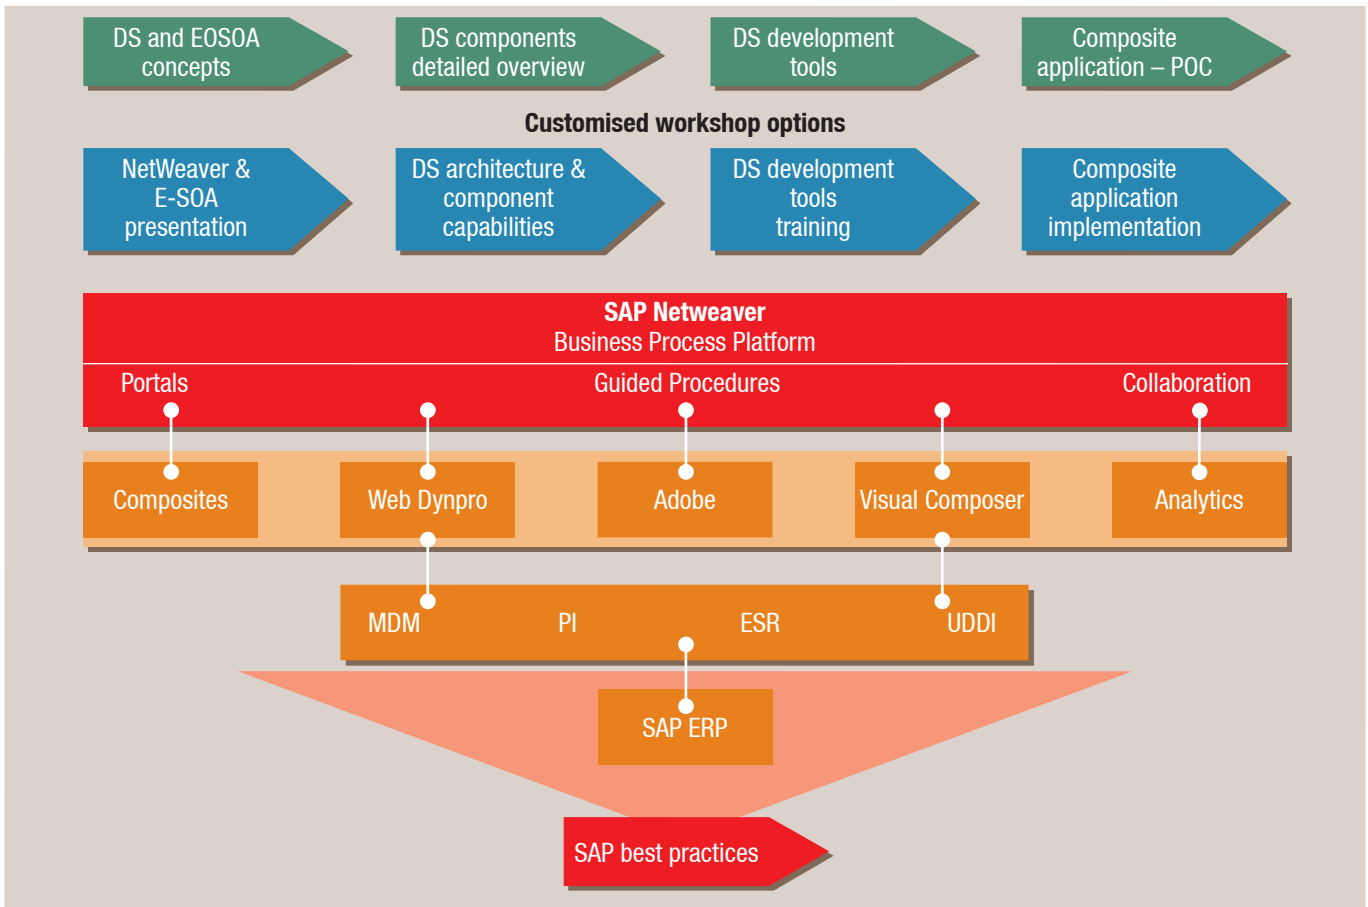 DS and EOSOA
concepts
DS components
detailed overview
DS development
tools
Composite
application – POC
Customised workshop options
NetWeaver &
E-SOA
presentation
DS architecture &
component
capabilities
DS development
tools
training
Composite
application
implementation
SAP Netweaver
Business Process Platform
Portals
Guided Procedures
Collaboration
Composites
Web Dynpro
Adobe
Visual Composer
Analytics
MDM
PI
ESR
UDDI
SAP ERP
SAP best practices